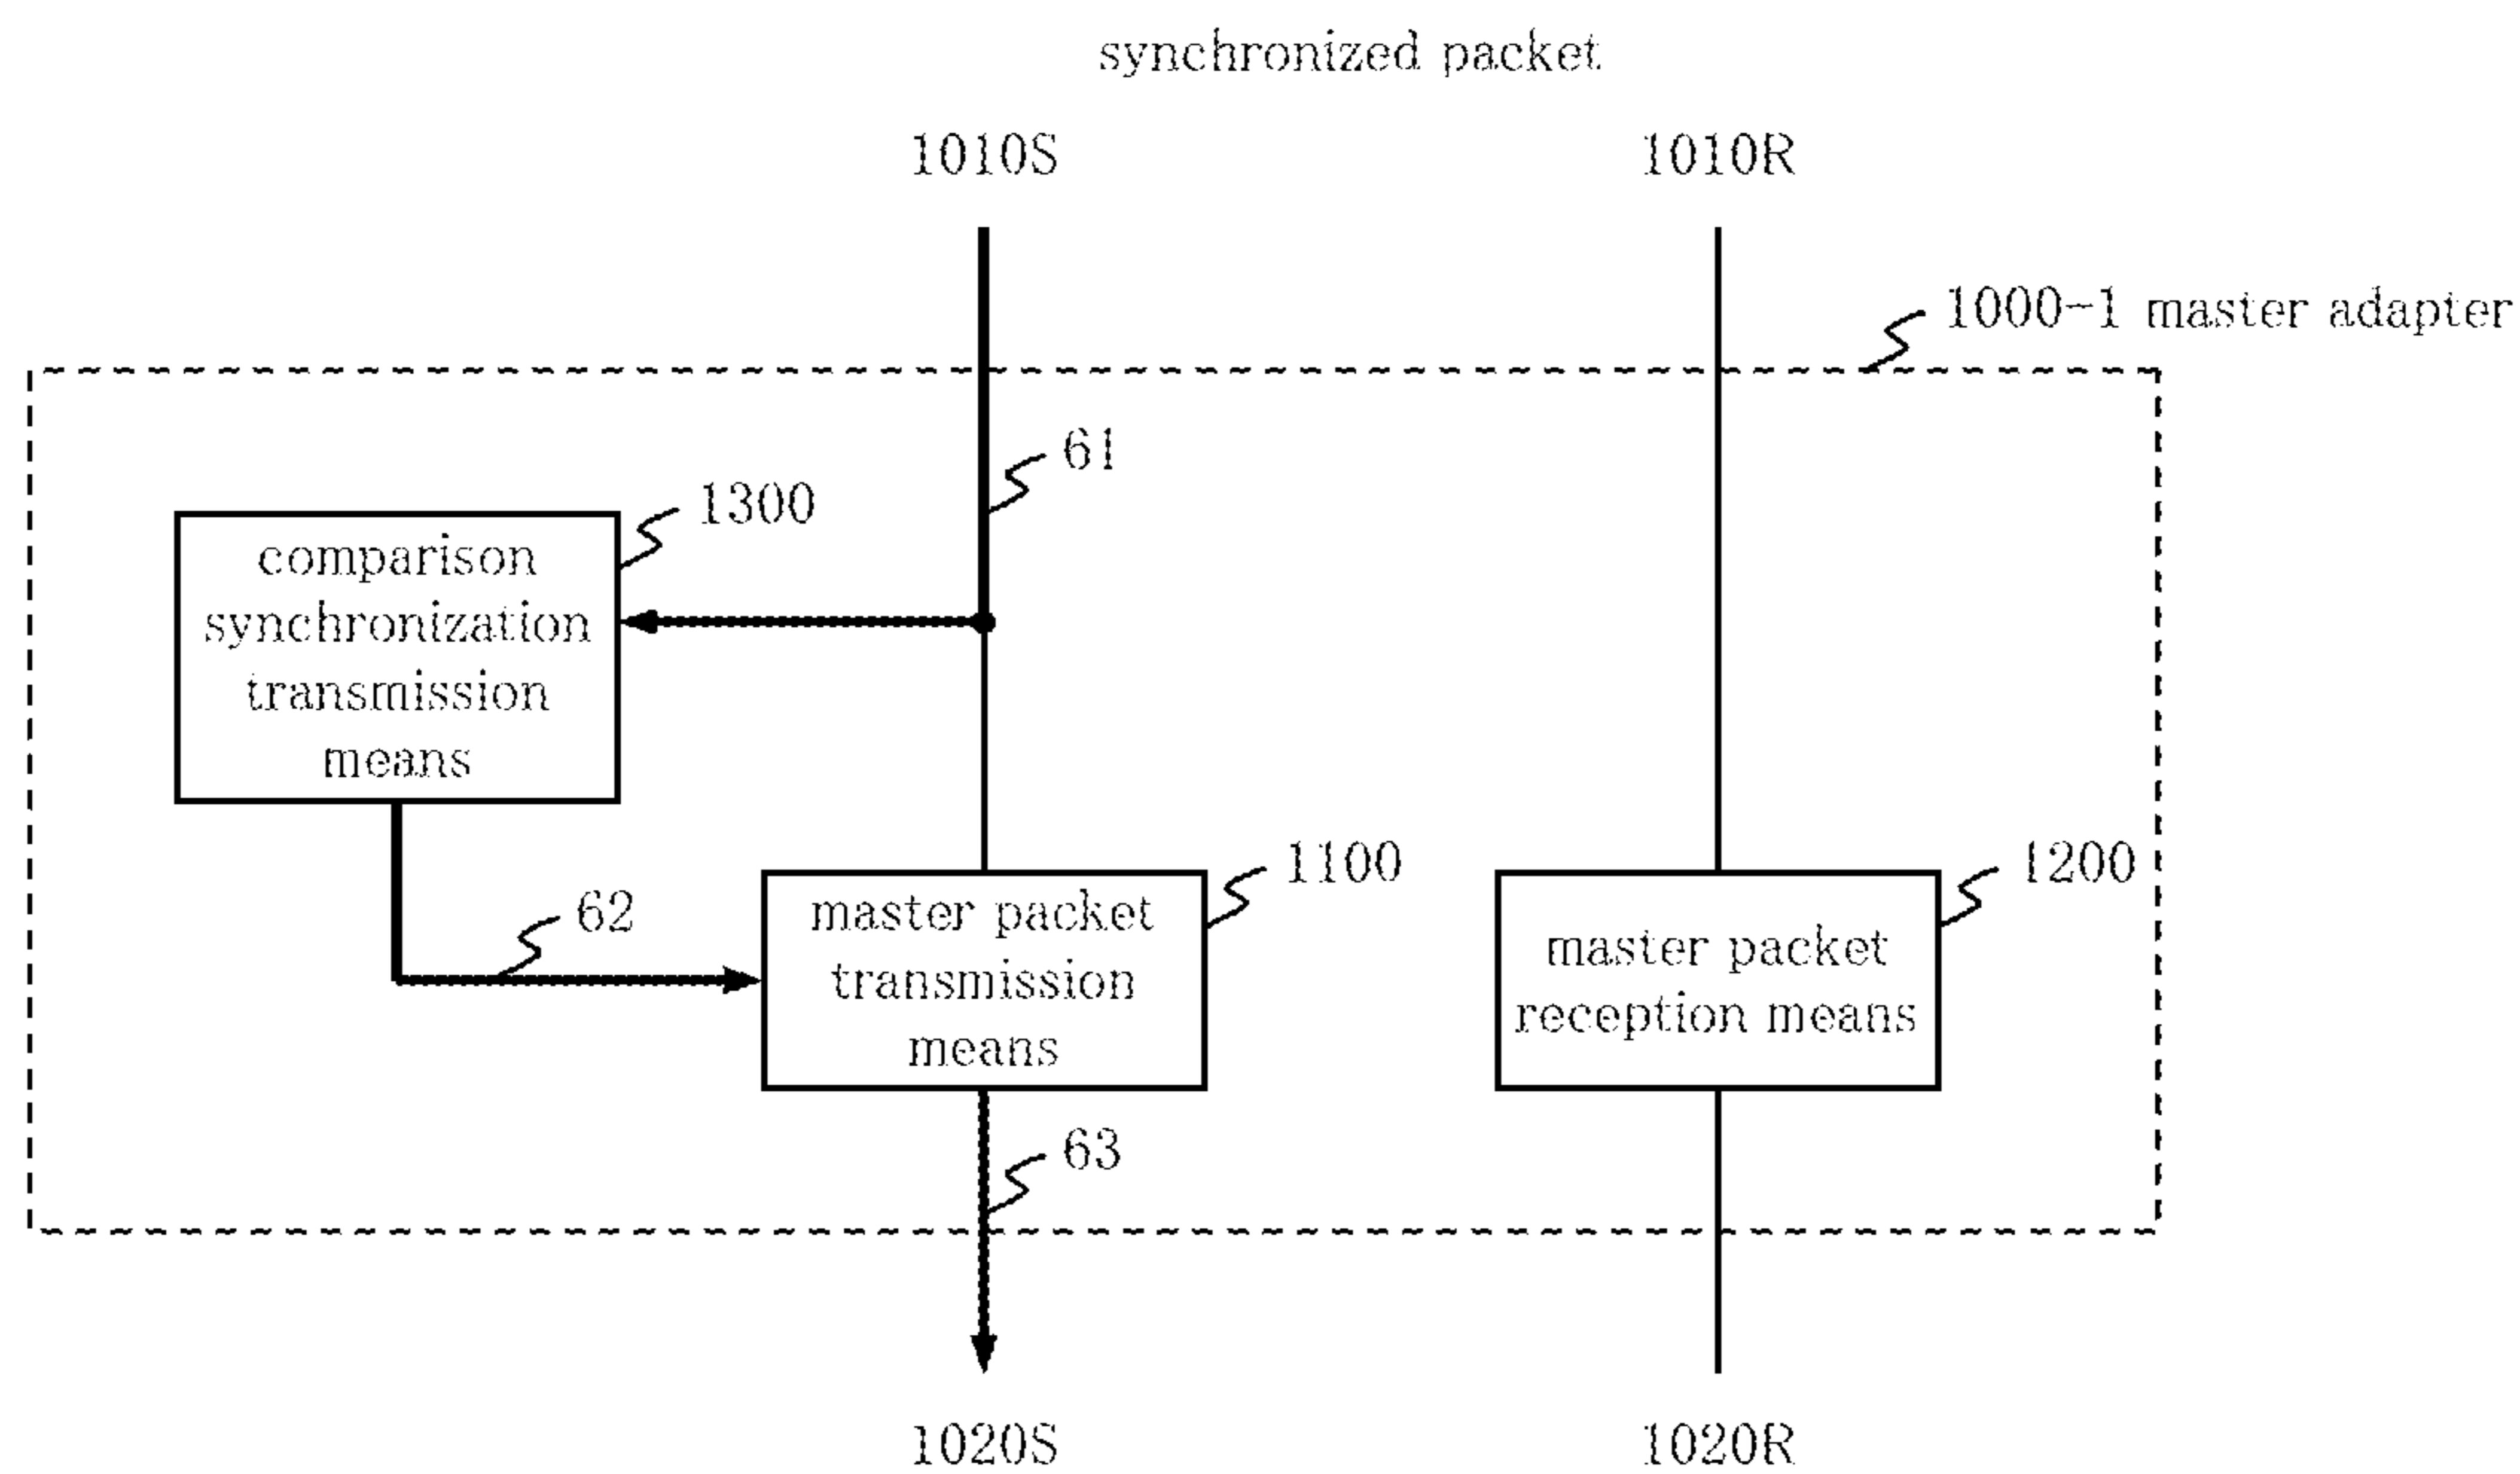 synchronized packet
1010S
1010R
1000-1 master adapter
61
1300
comparison
synchronization
transmission
means
62
1100
master packet
transmission
means
1200
master packet
reception means
63
1020S
1020R